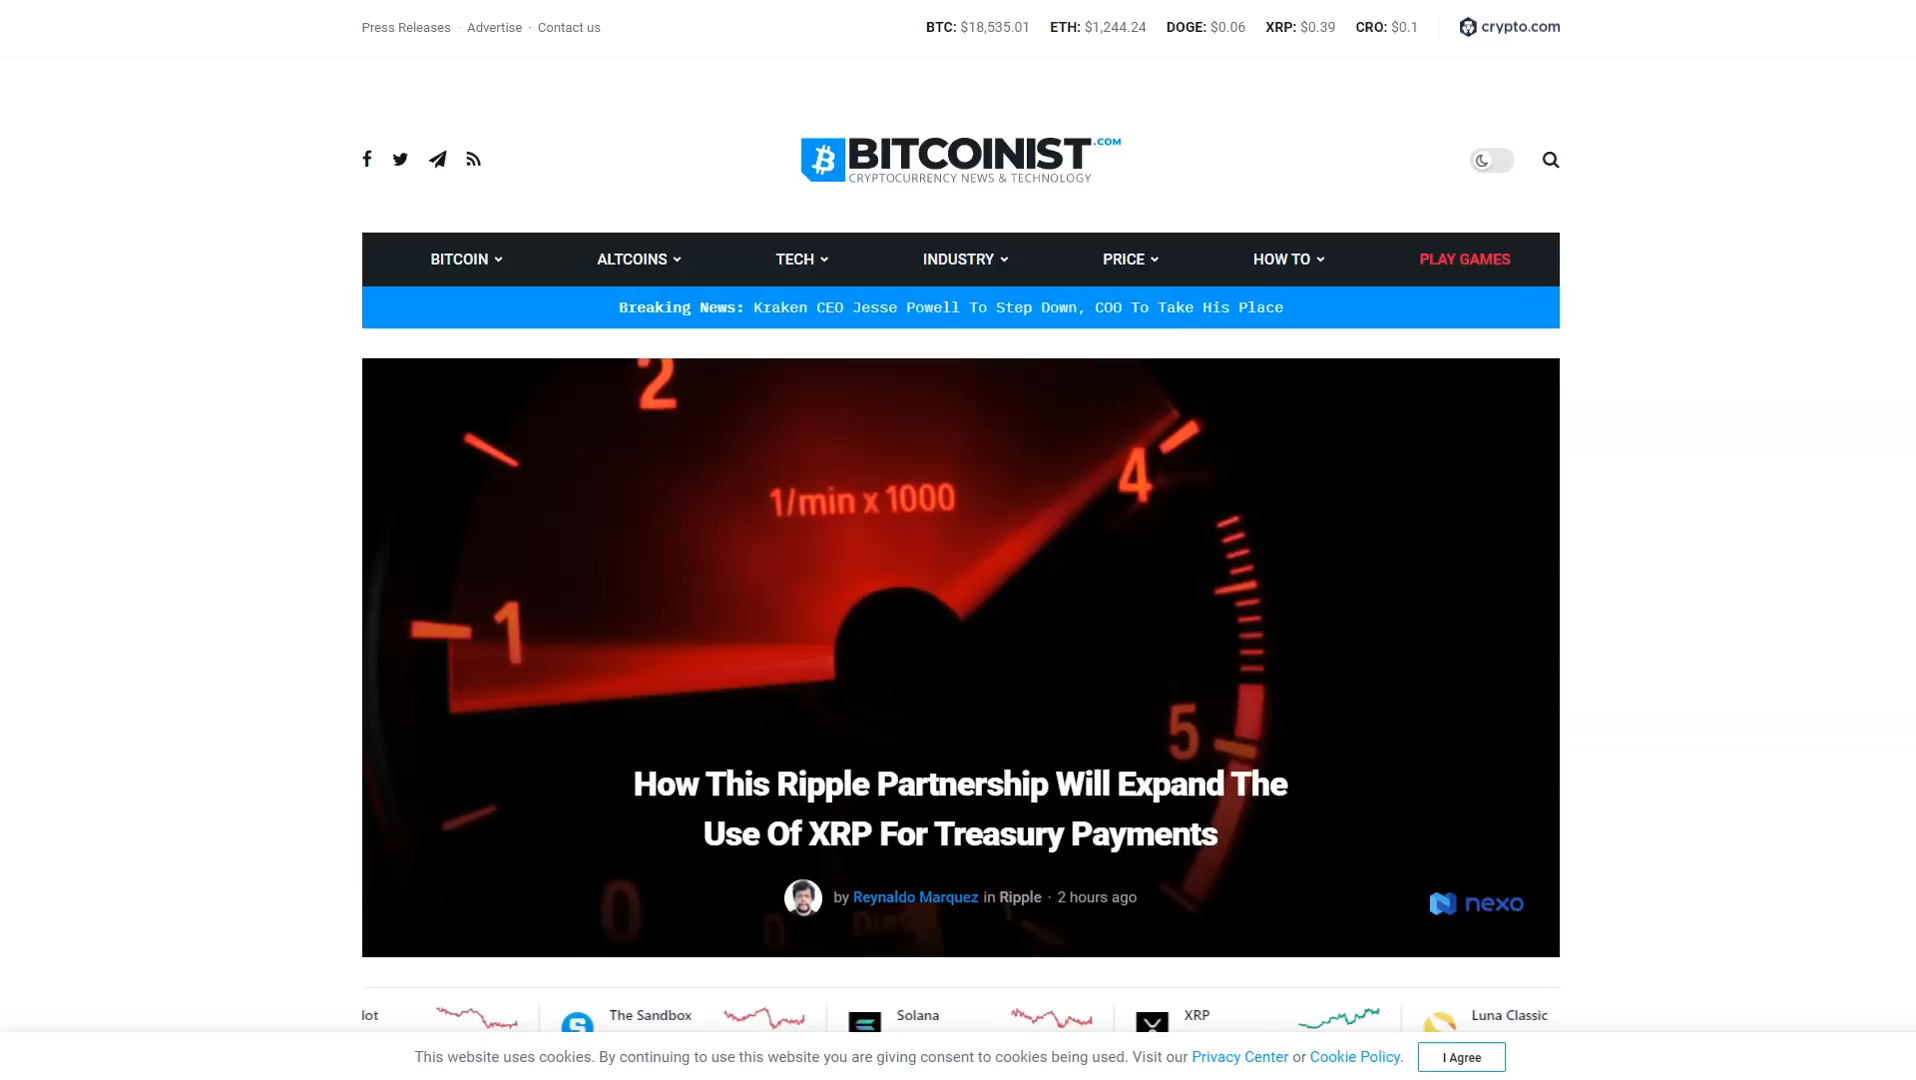 Press Releases · Advertise · Contact us
BTC: $18,535.01 ETH: $1,244.24 DOGE: $0.06 XRP: $0.39 CRO: $0.1 crypto.com
BITCOINIST.COM
CRYPTOCURRENCY NEWS & TECHNOLOGY
BITCOIN ALTCOINS TECH INDUSTRY PRICE HOW TO PLAY GAMES
Breaking News: Kraken CEO Jesse Powell To Step Down, COO To Take His Place
2
1/min x 1000
4
1
5
How This Ripple Partnership Will Expand The
Use Of XRP For Treasury Payments
by Reynaldo Marquez in Ripple · 2 hours ago
nexo
0
0 Dies
lot The Sandbox Solana XRP Luna Classic
This website uses cookies. By continuing to use this website you are giving consent to cookies being used. Visit our Privacy Center or Cookie Policy. I Agree